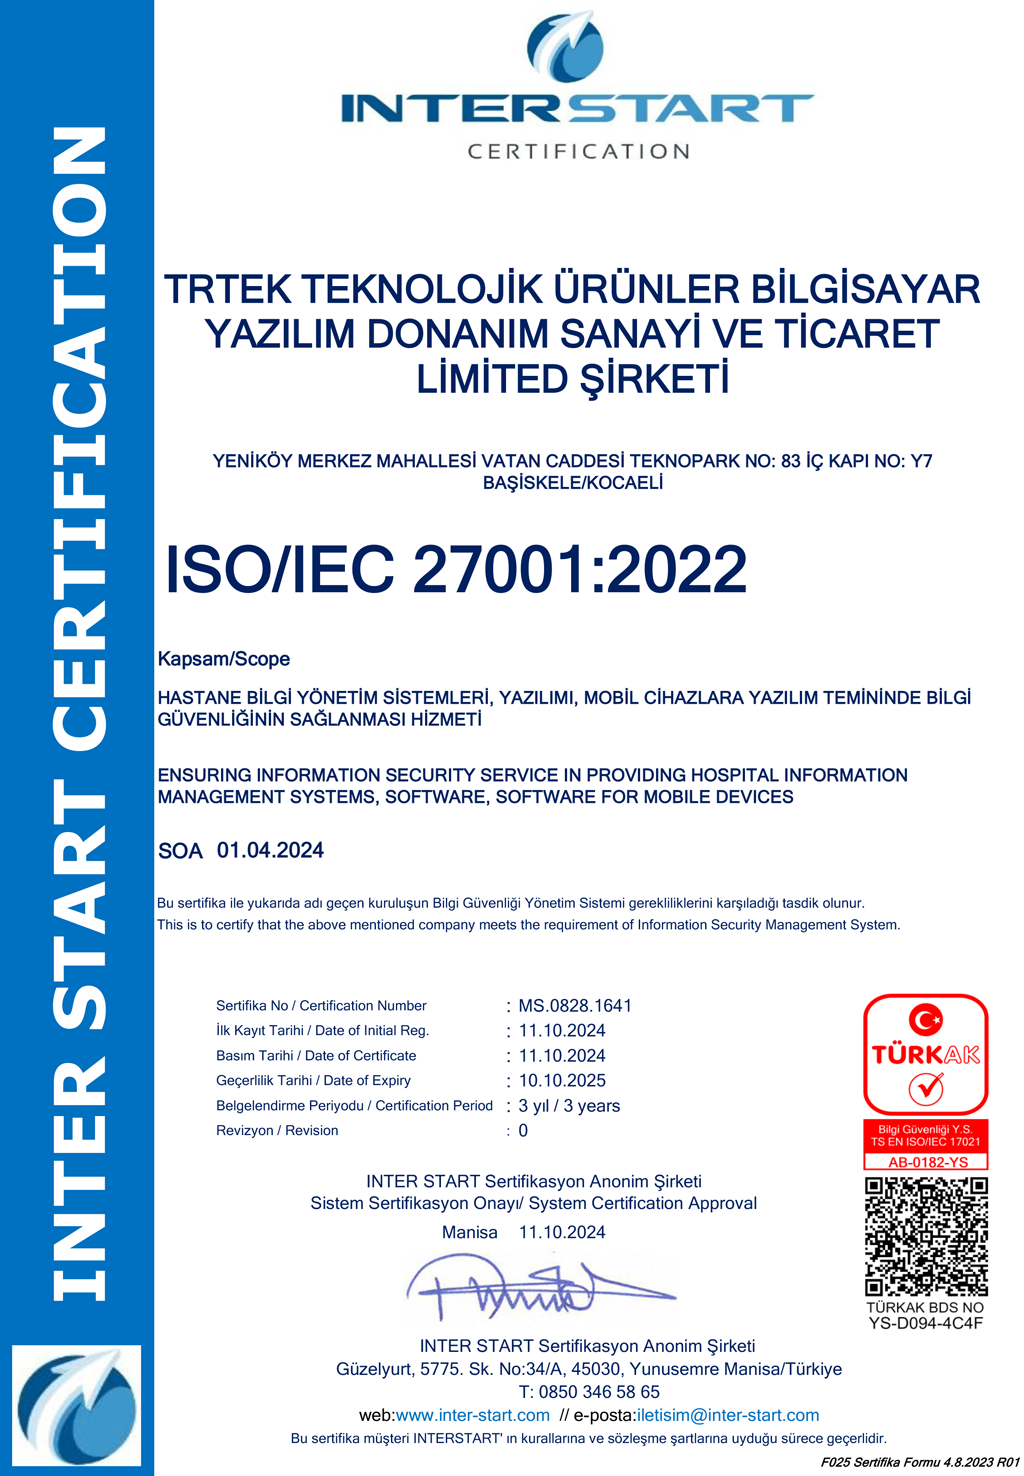 INTERSTART
CERTIFICATION
INTER START CERTIFICATION
TRTEK TEKNOLOJİK ÜRÜNLER BİLGİSAYAR
YAZILIM DONANIM SANAYİ VE TİCARET
LİMİTED ŞİRKETİ
YENİKÖY MERKEZ MAHALLESİ VATAN CADDESİ TEKNOPARK NO: 83 İÇ KAPI NO: Y7
BAŞİSKELE/KOCAELİ
ISO/IEC 27001:2022
Kapsam/Scope
HASTANE BİLGİ YÖNETİM SİSTEMLERİ, YAZILIMI, MOBİL CİHAZLARA YAZILIM TEMİNİNDE BİLGİ
GÜVENLİĞİNİN SAĞLANMASI HİZMETİ
ENSURING INFORMATION SECURITY SERVICE IN PROVIDING HOSPITAL INFORMATION
MANAGEMENT SYSTEMS, SOFTWARE, SOFTWARE FOR MOBILE DEVICES
SOA 01.04.2024
Bu sertifika ile yukarıda adı geçen kuruluşun Bilgi Güvenliği Yönetim Sistemi gerekliliklerini karşıladığı tasdik olunur.
This is to certify that the above mentioned company meets the requirement of Information Security Management System.
Sertifika No / Certification Number : MS.0828.1641
İlk Kayıt Tarihi / Date of Initial Reg. : 11.10.2024
Basım Tarihi / Date of Certificate : 11.10.2024
Geçerlilik Tarihi / Date of Expiry : 10.10.2025
Belgelendirme Periyodu / Certification Period : 3 yıl / 3 years
Revizyon / Revision : 0
TÜRKAK
Bilgi Güvenliği Y.S.
TS EN ISO/IEC 17021
AB-0182-YS
TÜRKAK BDS NO
YS-D094-4C4F
INTER START Sertifikasyon Anonim Şirketi
Sistem Sertifikasyon Onayı/ System Certification Approval
Manisa 11.10.2024
INTER START Sertifikasyon Anonim Şirketi
Güzelyurt, 5775. Sk. No:34/A, 45030, Yunusemre Manisa/Türkiye
T: 0850 346 58 65
web:www.inter-start.com // e-posta:iletisim@inter-start.com
Bu sertifika müşteri INTERSTART' ın kurallarına ve sözleşme şartlarına uyduğu sürece geçerlidir.
F025 Sertifika Formu 4.8.2023 R01